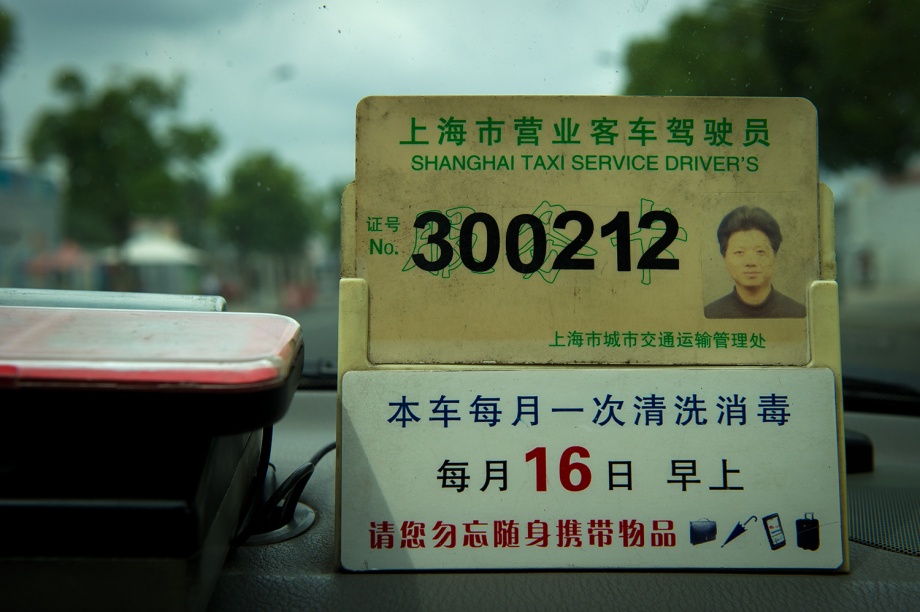 上海市营业客车驾驶员
SHANGHAI TAXI SERVICE DRIVER'S
证号
No. 300212
服务卡
上海市城市交通运输管理处
本车每月一次清洗消毒
每月16日 早上
请您勿忘随身携带物品